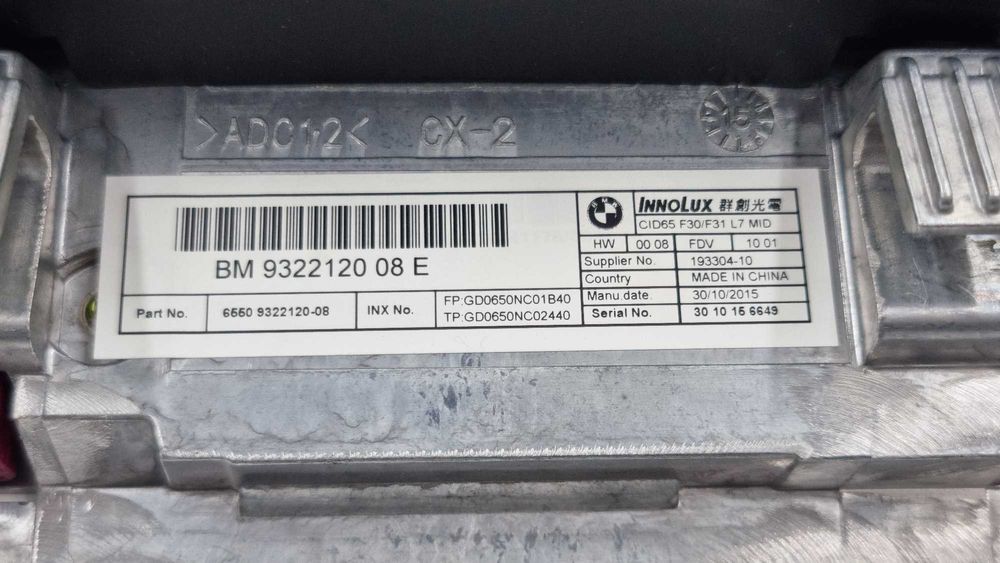 >ADC12< CX-2
15
BM 9322120 08 E
Part No. 6550 9322120-08 INX No. FP:GD0650NC01B40
TP:GD0650NC02440
BMW INNOLUX 群創光電
CID65 F30/F31 L7 MID
HW 00 08 FDV 10 01
Supplier No. 193304-10
Country MADE IN CHINA
Manu date. 30/10/2015
Serial No. 30 10 15 6649